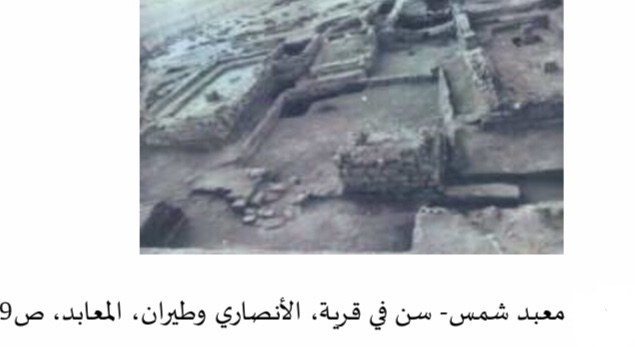 معبد شمس- سن في قرية، الأنصاري وطيران، المعابد، ص9